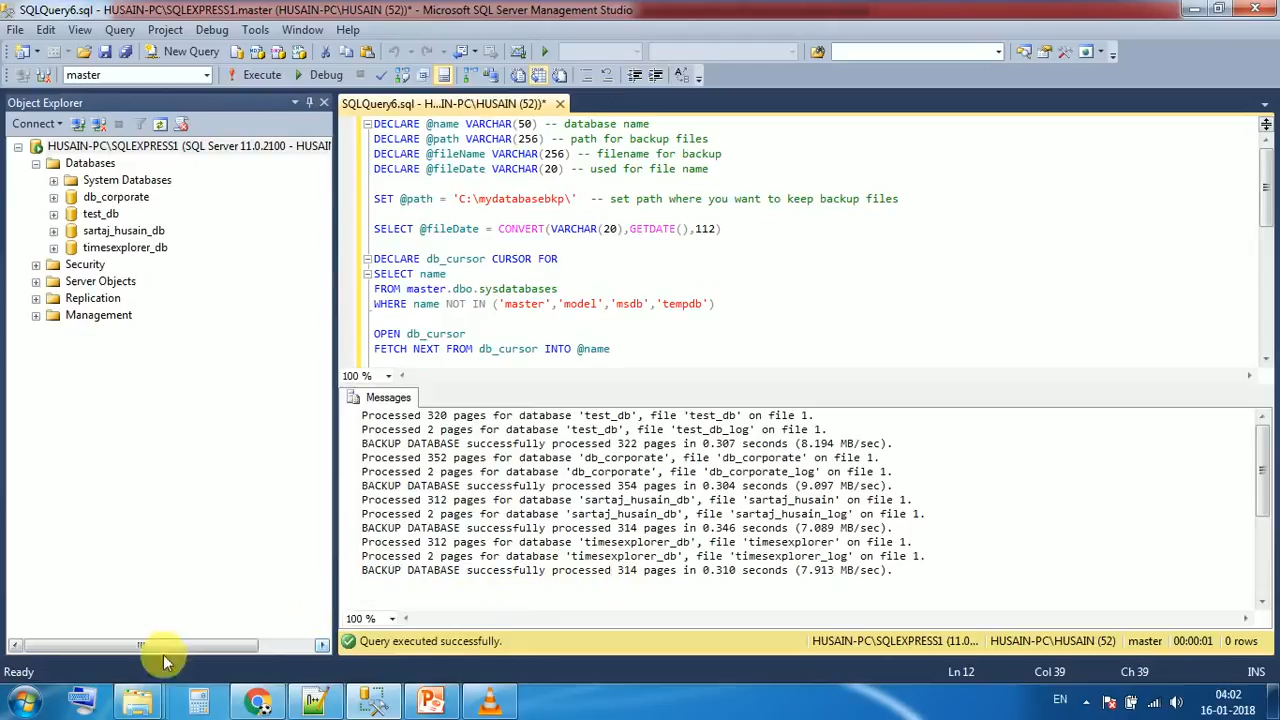 SQLQuery6.sql - HUSAIN-PC\SQLEXPRESS1.master (HUSAIN-PC\HUSAIN (52))* - Microsoft SQL Server Management Studio
File Edit View Query Project Debug Tools Window Help
New Query
master Execute Debug
Object Explorer
SQLQuery6.sql - H...IN-PC\HUSAIN (52))*
Connect
HUSAIN-PC\SQLEXPRESS1 (SQL Server 11.0.2100 - HUSAI
Databases
System Databases
db_corporate
test_db
sartaj_husain_db
timesexplorer_db
Security
Server Objects
Replication
Management
DECLARE @name VARCHAR(50) -- database name
DECLARE @path VARCHAR(256) -- path for backup files
DECLARE @fileName VARCHAR(256) -- filename for backup
DECLARE @fileDate VARCHAR(20) -- used for file name
SET @path = 'C:\mydatabasebkp\' -- set path where you want to keep backup files
SELECT @fileDate = CONVERT(VARCHAR(20),GETDATE(),112)
DECLARE db_cursor CURSOR FOR
SELECT name
FROM master.dbo.sysdatabases
WHERE name NOT IN ('master','model','msdb','tempdb')
OPEN db_cursor
FETCH NEXT FROM db_cursor INTO @name
100 %
Messages
Processed 320 pages for database 'test_db', file 'test_db' on file 1.
Processed 2 pages for database 'test_db', file 'test_db_log' on file 1.
BACKUP DATABASE successfully processed 322 pages in 0.307 seconds (8.194 MB/sec).
Processed 352 pages for database 'db_corporate', file 'db_corporate' on file 1.
Processed 2 pages for database 'db_corporate', file 'db_corporate_log' on file 1.
BACKUP DATABASE successfully processed 354 pages in 0.304 seconds (9.097 MB/sec).
Processed 312 pages for database 'sartaj_husain_db', file 'sartaj_husain' on file 1.
Processed 2 pages for database 'sartaj_husain_db', file 'sartaj_husain_log' on file 1.
BACKUP DATABASE successfully processed 314 pages in 0.346 seconds (7.089 MB/sec).
Processed 312 pages for database 'timesexplorer_db', file 'timesexplorer' on file 1.
Processed 2 pages for database 'timesexplorer_db', file 'timesexplorer_log' on file 1.
BACKUP DATABASE successfully processed 314 pages in 0.310 seconds (7.913 MB/sec).
100 %
Query executed successfully. HUSAIN-PC\SQLEXPRESS1 (11.0... HUSAIN-PC\HUSAIN (52) master 00:00:01 0 rows
Ready Ln 12 Col 39 Ch 39 INS
EN 04:02
16-01-2018